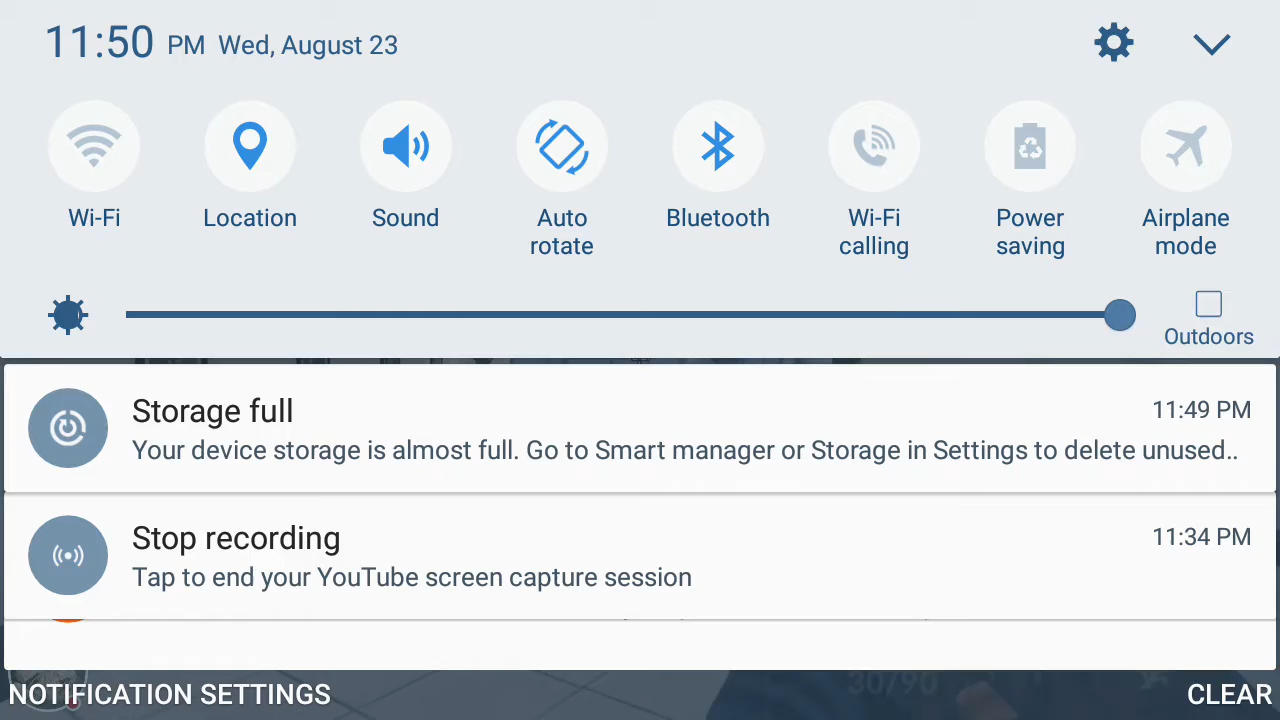 11:50 PM Wed, August 23
Wi-Fi
Location
Sound
Auto
rotate
Bluetooth
Wi-Fi
calling
Power
saving
Airplane
mode
Outdoors
Storage full 11:49 PM
Your device storage is almost full. Go to Smart manager or Storage in Settings to delete unused..
Stop recording 11:34 PM
Tap to end your YouTube screen capture session
30/90
NOTIFICATION SETTINGS CLEAR